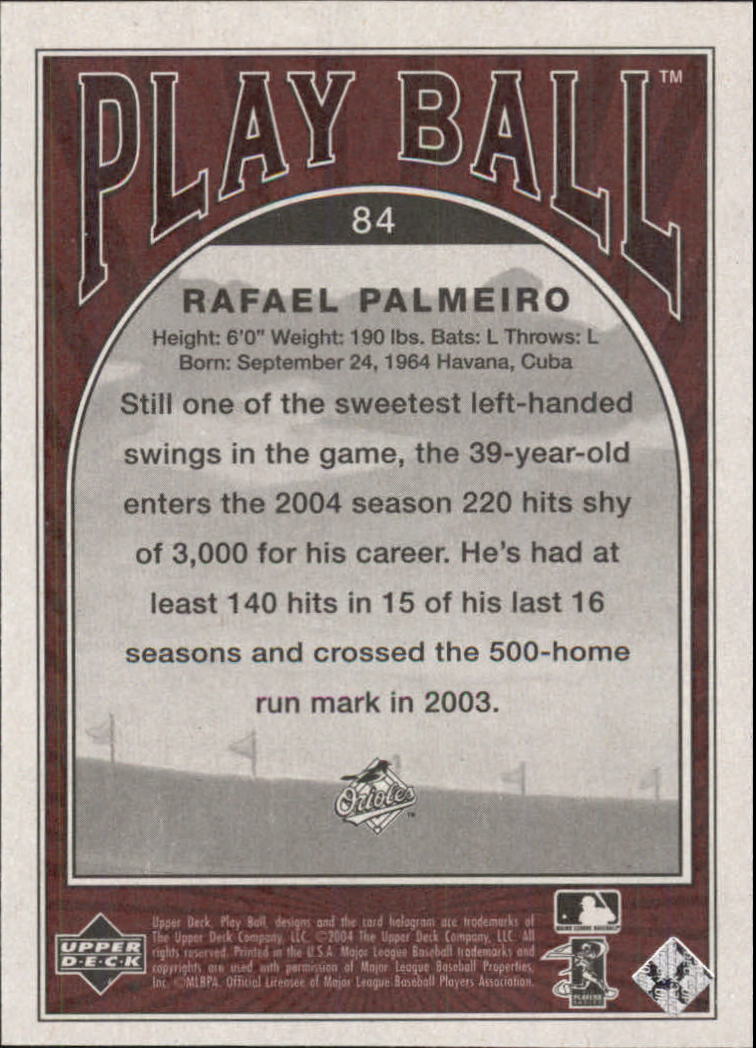 PLAY BALL™
84
RAFAEL PALMEIRO
Height: 6'0" Weight: 190 lbs. Bats: L Throws: L
Born: September 24, 1964 Havana, Cuba
Still one of the sweetest left-handed
swings in the game, the 39-year-old
enters the 2004 season 220 hits shy
of 3,000 for his career. He's had at
least 140 hits in 15 of his last 16
seasons and crossed the 500-home
run mark in 2003.
Orioles™
UPPER
D·E·C·K
Upper Deck, Play Ball, designs and the card hologram are trademarks of
The Upper Deck Company, LLC. ©2004 The Upper Deck Company, LLC. All
rights reserved. Printed in the U.S.A. Major League Baseball trademarks and
copyrights are used with permission of Major League Baseball Properties,
Inc. ©MLBPA. Official Licensee of Major League Baseball Players Association.
MAJOR LEAGUE BASEBALL
PLAYERS